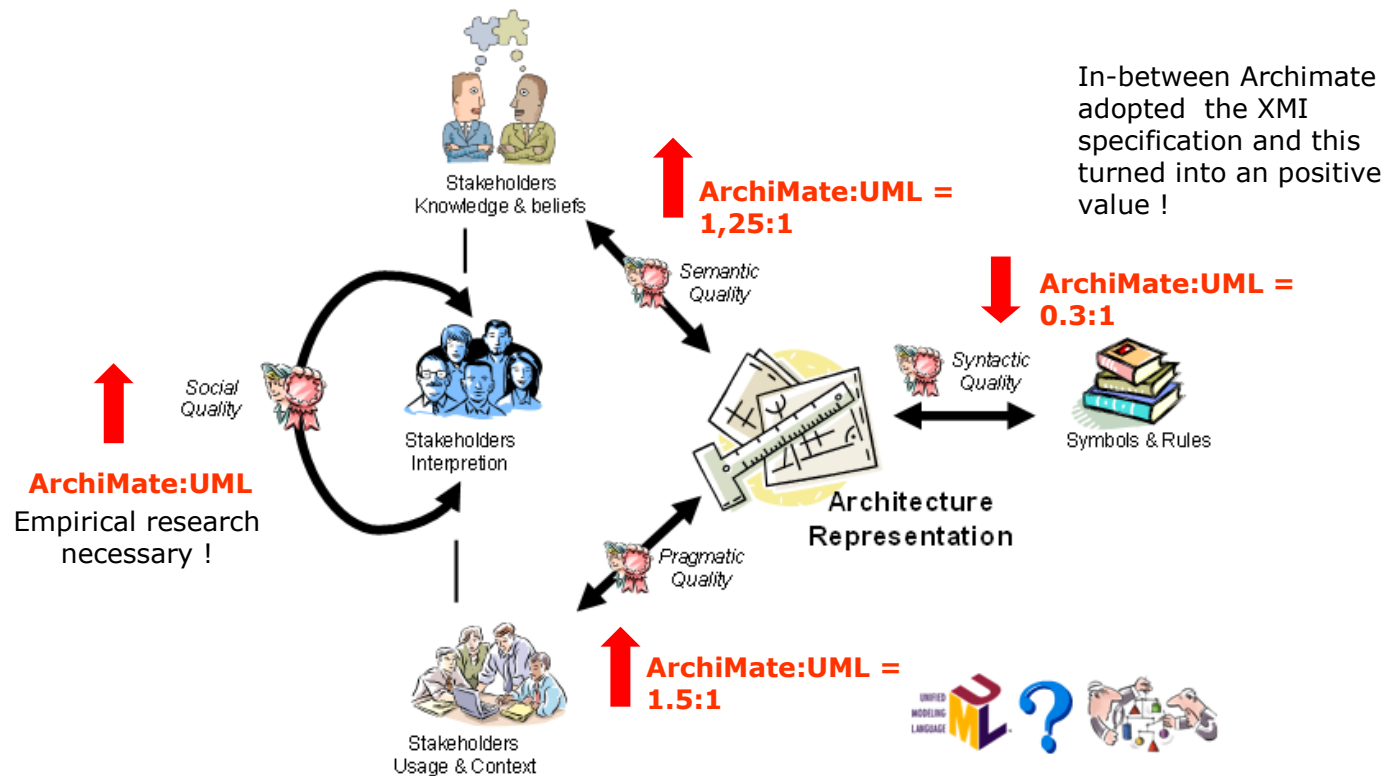 Stakeholders
Knowledge & beliefs
In-between Archimate
adopted the XMI
specification and this
turned into an positive
value !
ArchiMate:UML =
1,25:1
Semantic
Quality
ArchiMate:UML =
0.3:1
Syntactic
Quality
Symbols & Rules
Social
Quality
Stakeholders
Interpretion
ArchiMate:UML
Empirical research
necessary !
Architecture
Representation
Pragmatic
Quality
ArchiMate:UML =
1.5:1
Stakeholders
Usage & Context
UNIFIED
MODELING
LANGUAGE
UML
?